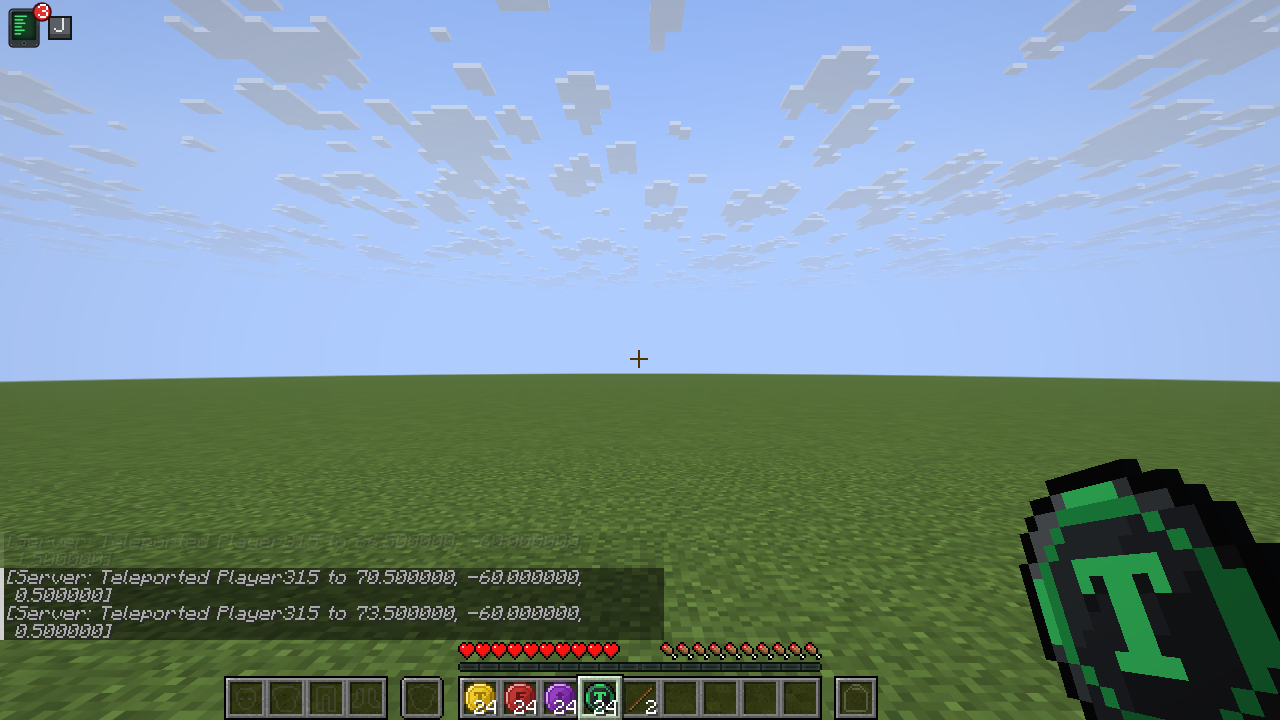 3
J
[Server: Teleported Player315 to 70.500000, -60.000000,
0.500000]
[Server: Teleported Player315 to 73.500000, -60.000000,
0.500000]
T
24
24
24
24
2